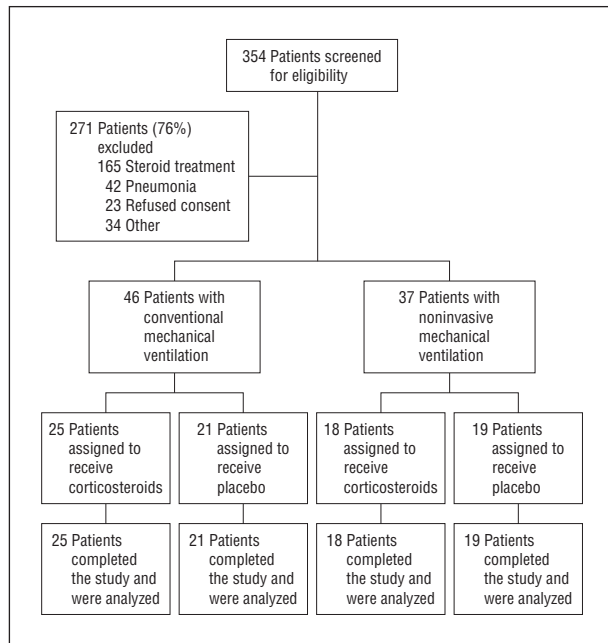 354 Patients screened
for eligibility
271 Patients (76%)
excluded
165 Steroid treatment
42 Pneumonia
23 Refused consent
34 Other
46 Patients with
conventional
mechanical
ventilation
37 Patients with
noninvasive
mechanical
ventilation
25 Patients
assigned to
receive
corticosteroids
21 Patients
assigned to
receive
placebo
18 Patients
assigned to
receive
corticosteroids
19 Patients
assigned to
receive
placebo
25 Patients
completed
the study and
were analyzed
21 Patients
completed
the study and
were analyzed
18 Patients
completed
the study and
were analyzed
19 Patients
completed
the study and
were analyzed